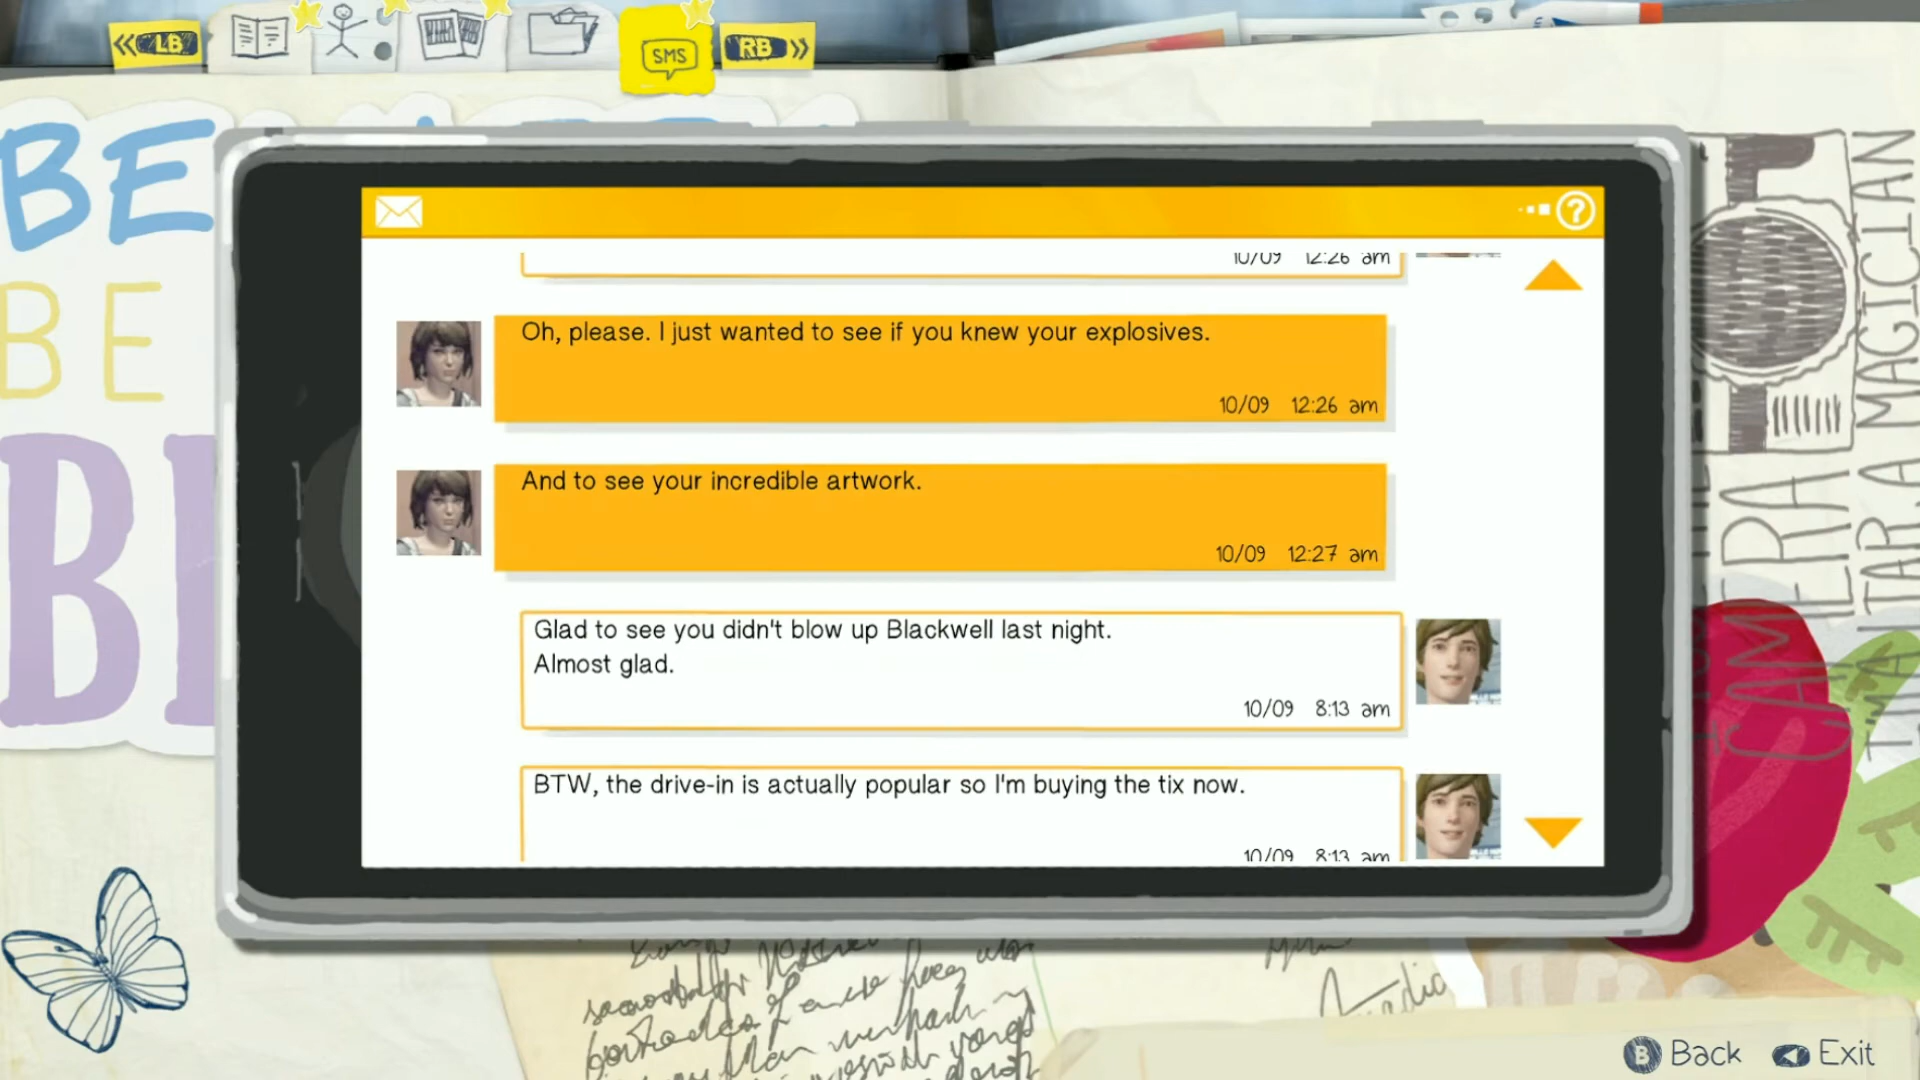 LB
SMS
RB
BE
BE
10/09 12:26 am
Oh, please. I just wanted to see if you knew your explosives.
10/09 12:26 am
And to see your incredible artwork.
10/09 12:27 am
Glad to see you didn't blow up Blackwell last night.
Almost glad.
10/09 8:13 am
BTW, the drive-in is actually popular so I'm buying the tix now.
10/09 8:13 am
CAMERA
MAGICIAN
B Back
Exit